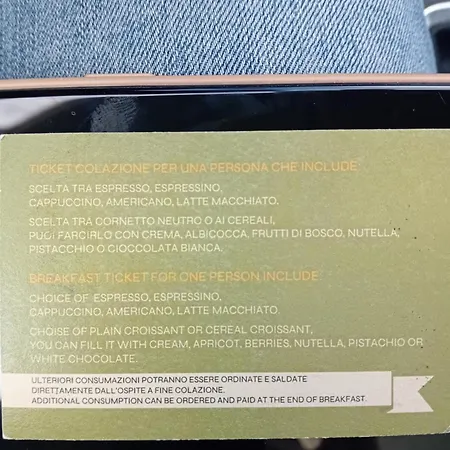 TICKET COLAZIONE PER UNA PERSONA CHE INCLUDE:
SCELTA TRA ESPRESSO, ESPRESSINO,
CAPPUCCINO, AMERICANO, LATTE MACCHIATO.
SCELTA TRA CORNETTO NEUTRO O AI CEREALI,
PUOI FARCIRLO CON CREMA, ALBICOCCA, FRUTTI DI BOSCO, NUTELLA,
PISTACCHIO O CIOCCOLATA BIANCA.
BREAKFAST TICKET FOR ONE PERSON INCLUDE:
CHOICE OF ESPRESSO, ESPRESSINO,
CAPPUCCINO, AMERICANO, LATTE MACCHIATO.
CHOISE OF PLAIN CROISSANT OR CEREAL CROISSANT,
YOU CAN FILL IT WITH CREAM, APRICOT, BERRIES, NUTELLA, PISTACHIO OR
WHITE CHOCOLATE.
ULTERIORI CONSUMAZIONI POTRANNO ESSERE ORDINATE E SALDATE
DIRETTAMENTE DALL'OSPITE A FINE COLAZIONE.
ADDITIONAL CONSUMPTION CAN BE ORDERED AND PAID AT THE END OF BREAKFAST.